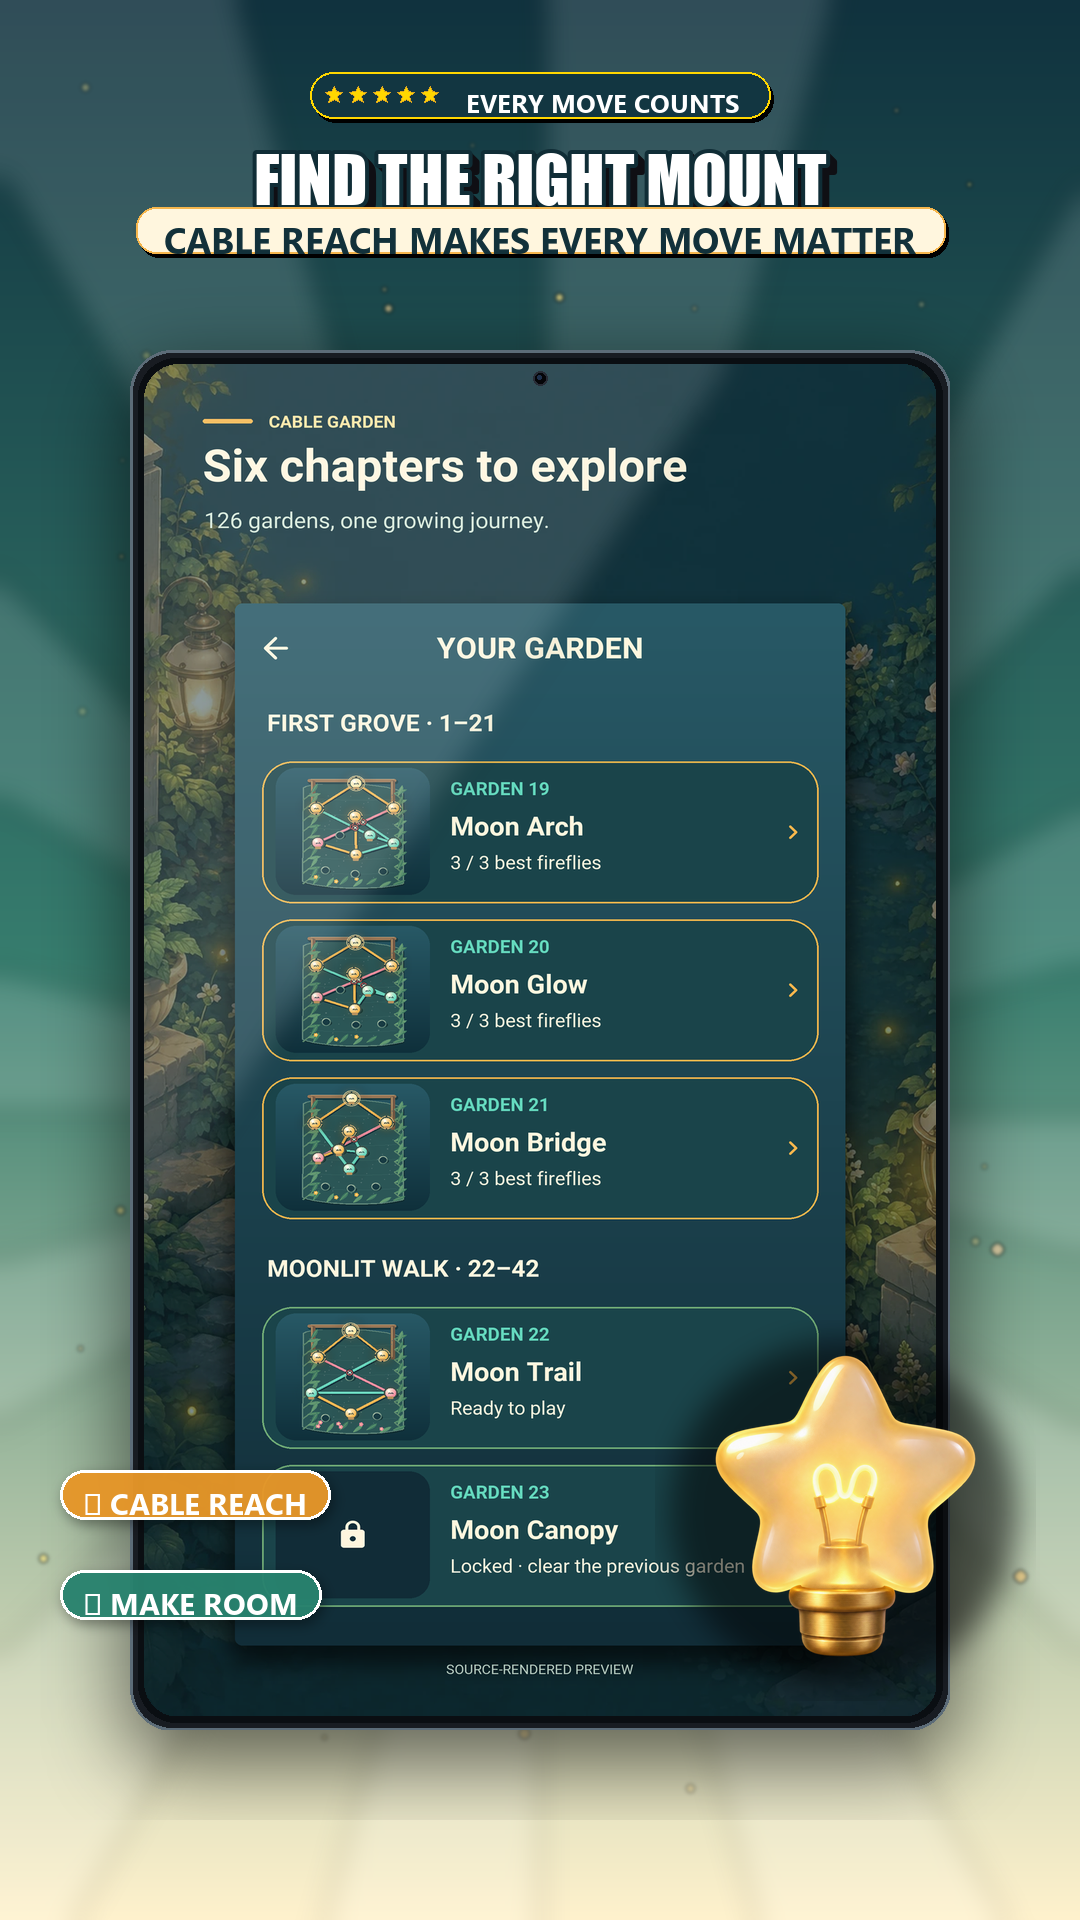 EVERY MOVE COUNTS
FIND THE RIGHT MOUNT
CABLE REACH MAKES EVERY MOVE MATTER
CABLE GARDEN
Six chapters to explore
126 gardens, one growing journey.
YOUR GARDEN
FIRST GROVE · 1–21
GARDEN 19
Moon Arch
3 / 3 best fireflies
GARDEN 20
Moon Glow
3 / 3 best fireflies
GARDEN 21
Moon Bridge
3 / 3 best fireflies
MOONLIT WALK · 22–42
GARDEN 22
Moon Trail
Ready to play
GARDEN 23
Moon Canopy
Locked · clear the previous garden
CABLE REACH
MAKE ROOM
SOURCE-RENDERED PREVIEW